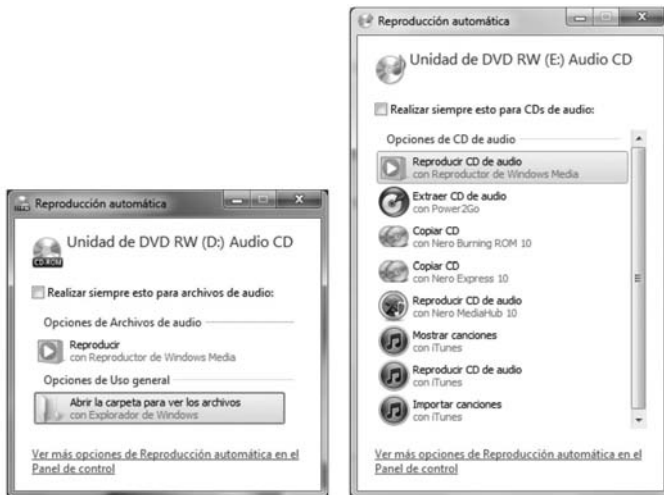 Reproducción automática
Unidad de DVD RW (D:) Audio CD
CD-ROM
Realizar siempre esto para archivos de audio:
Opciones de Archivos de audio
Reproducir
con Reproductor de Windows Media
Opciones de Uso general
Abrir la carpeta para ver los archivos
con Explorador de Windows
Ver más opciones de Reproducción automática en el
Panel de control
Reproducción automática
Unidad de DVD RW (E:) Audio CD
Realizar siempre esto para CDs de audio:
Opciones de CD de audio
Reproducir CD de audio
con Reproductor de Windows Media
Extraer CD de audio
con Power2Go
Copiar CD
con Nero Burning ROM 10
Copiar CD
con Nero Express 10
Reproducir CD de audio
con Nero MediaHub 10
Mostrar canciones
con iTunes
Reproducir CD de audio
con iTunes
Importar canciones
con iTunes
Ver más opciones de Reproducción automática en el
Panel de control